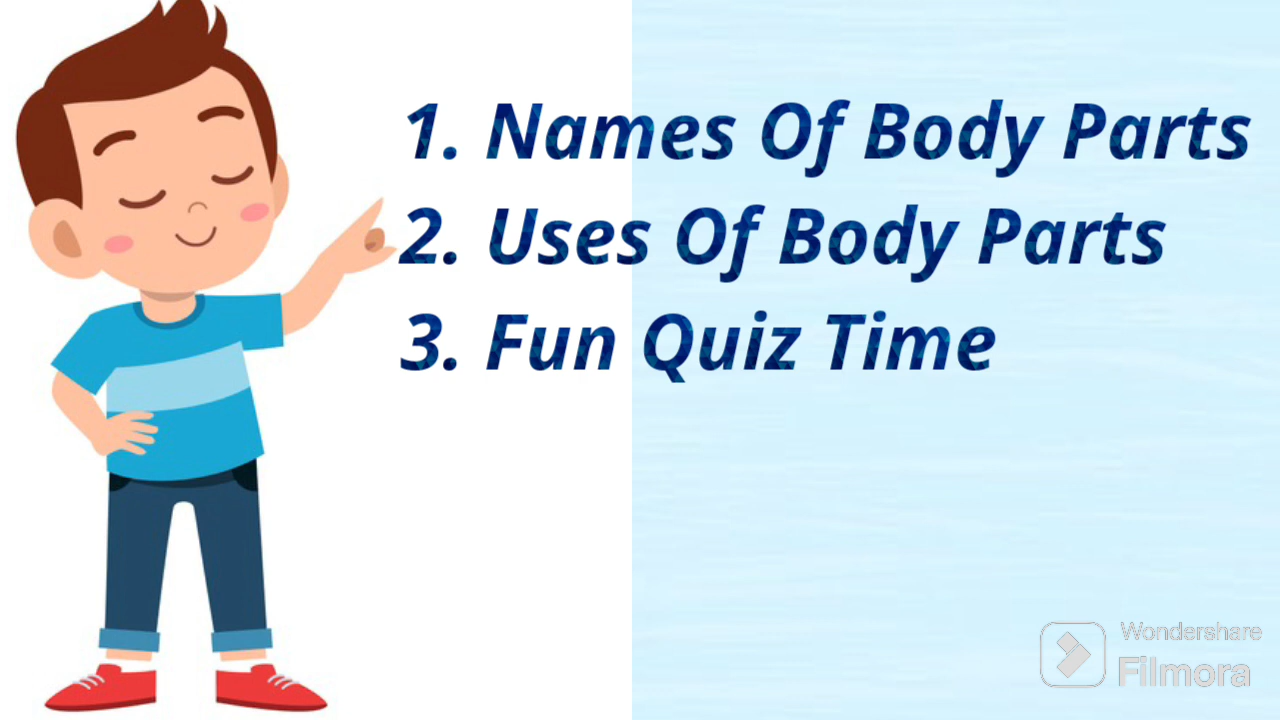 1. Names Of Body Parts
2. Uses Of Body Parts
3. Fun Quiz Time
Wondershare
Filmora